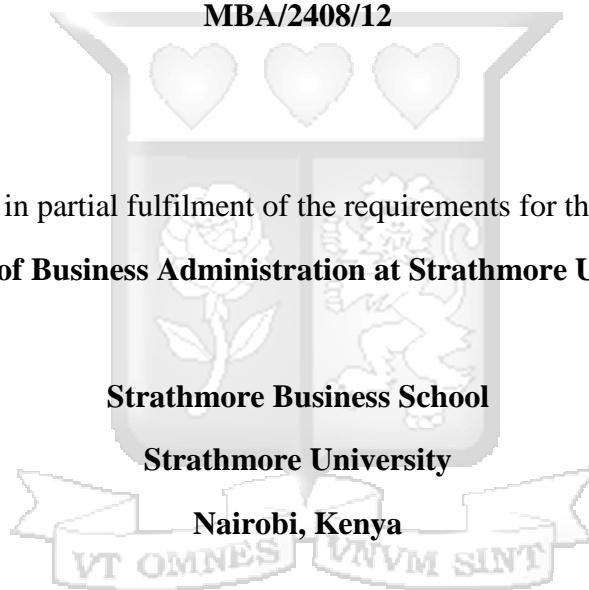 MBA/2408/12
in partial fulfilment of the requirements for th
of Business Administration at Strathmore U
Strathmore Business School
Strathmore University
Nairobi, Kenya
VT OMNES VNVM SINT